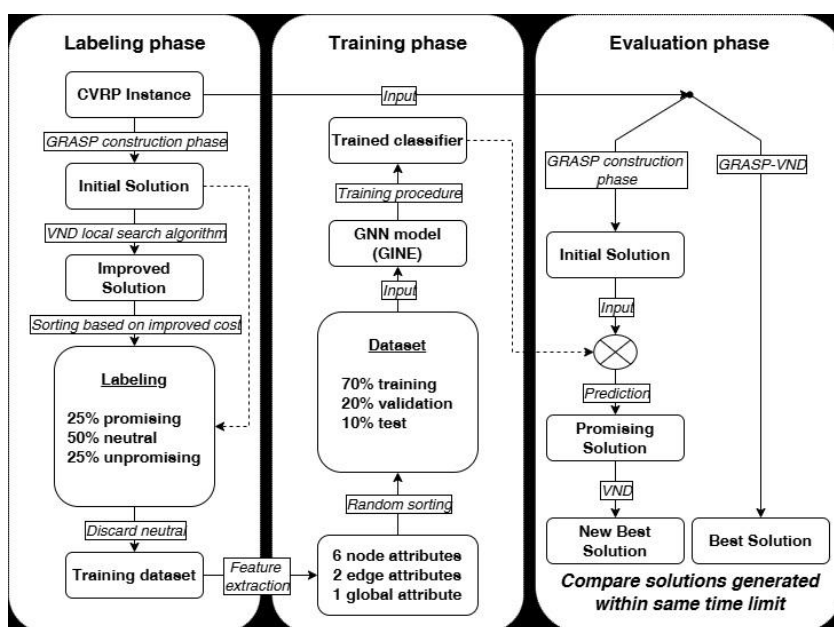 Labeling phase
CVRP Instance
GRASP construction phase
Initial Solution
VND local search algorithm
Improved
Solution
Sorting based on improved cost
Labeling
25% promising
50% neutral
25% unpromising
Discard neutral
Training dataset
Feature
extraction
Training phase
Input
Trained classifier
Training procedure
GNN model
(GINE)
Input
Dataset
70% training
20% validation
10% test
Random sorting
6 node attributes
2 edge attributes
1 global attribute
Evaluation phase
GRASP construction
phase
GRASP-VND
Initial Solution
Input
Prediction
Promising
Solution
VND
New Best
Solution
Best Solution
Compare solutions generated
within same time limit